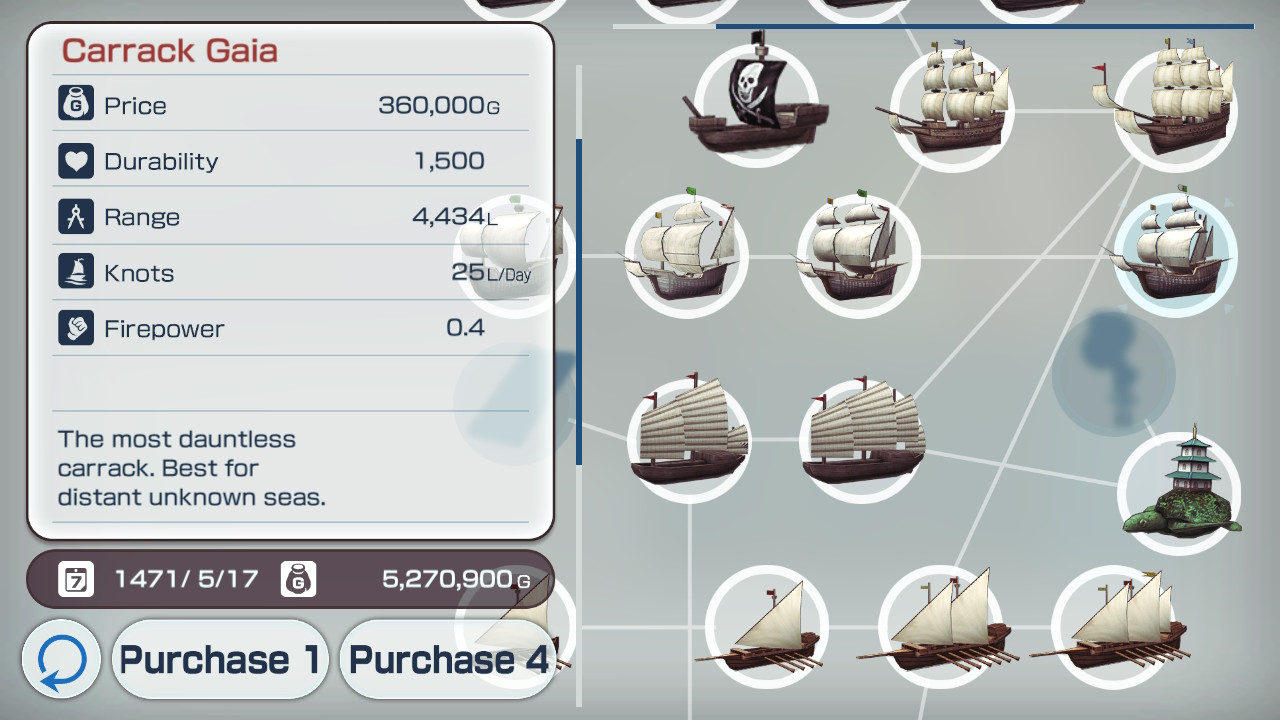 Carrack Gaia
Price 360,000G
Durability 1,500
Range 4,434L
Knots 25L/Day
Firepower 0.4
The most dauntless
carrack. Best for
distant unknown seas.
7 1471/ 5/17 G 5,270,900G
Purchase 1 Purchase 4